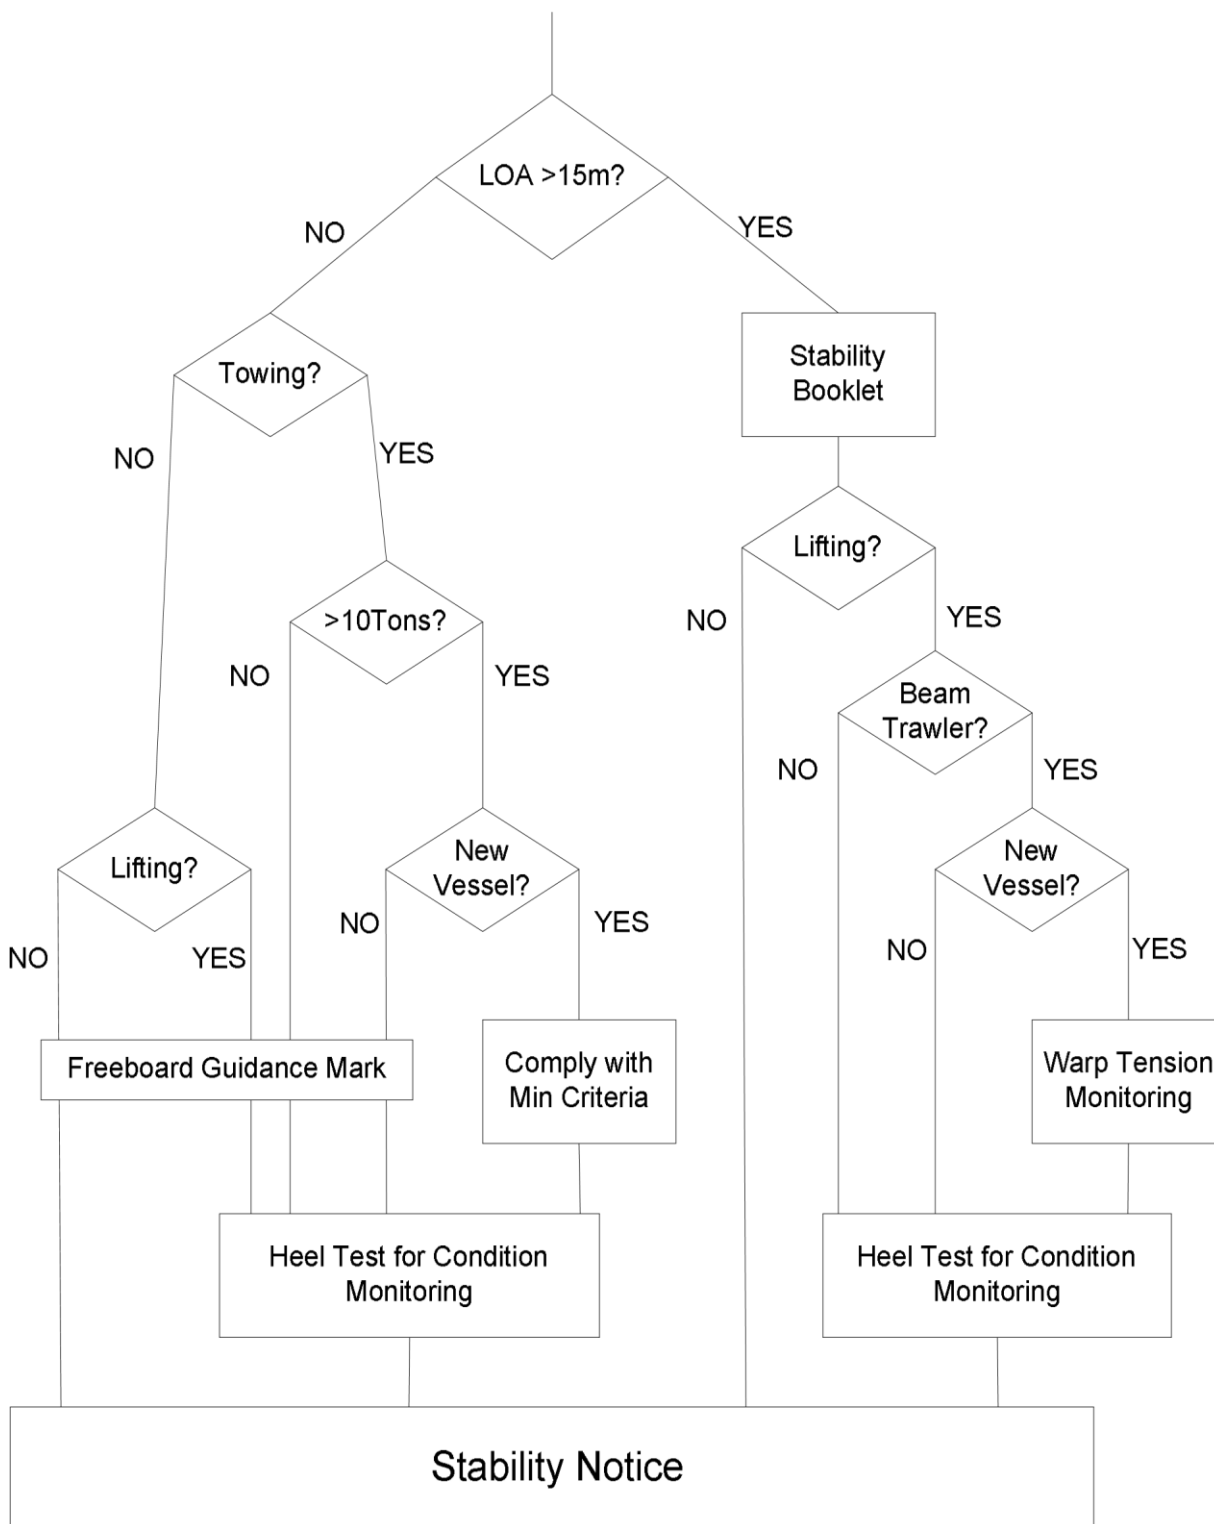 LOA >15m?
NO
YES
Towing?
Stability
Booklet
NO
YES
Lifting?
>10Tons?
NO
YES
NO
YES
Beam
Trawler?
NO
YES
Lifting?
New
Vessel?
New
Vessel?
NO
YES
NO
YES
NO
YES
Freeboard Guidance Mark
Comply with
Min Criteria
Warp Tension
Monitoring
Heel Test for Condition
Monitoring
Heel Test for Condition
Monitoring
Stability Notice